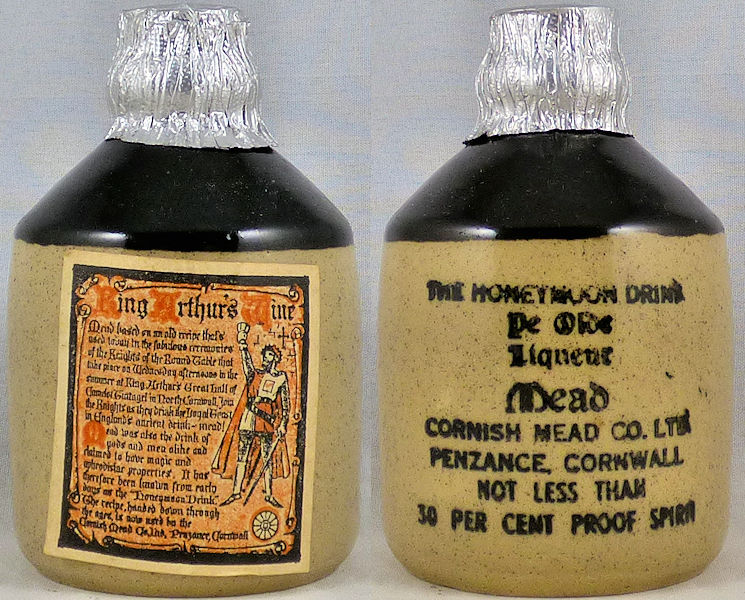 King Arthur's Wine
Mead based on an old recipe that's
used today in the fabulous ceremonies
of the Knights of the Round Table that
take place on Wednesday afternoons in the
summer at King Arthur's Great Hall of
Camelot Tintagel in North Cornwall. Join
the Knights as they drink the Loyal Toast
in England's ancient drink - mead!
Mead was also the drink of
gods and men alike and
claimed to have magic and
aphrodisiac properties. It has
therefore been known from early
days as the "Honeymoon Drink"
The recipe, handed down through
the ages, is now used by the
Cornish Mead Co. Ltd., Penzance, Cornwall
THE HONEYMOON DRINK
Ye Olde
Liqueur
Mead
CORNISH MEAD CO. LTD
PENZANCE, CORNWALL
NOT LESS THAN
30 PER CENT PROOF SPIRIT